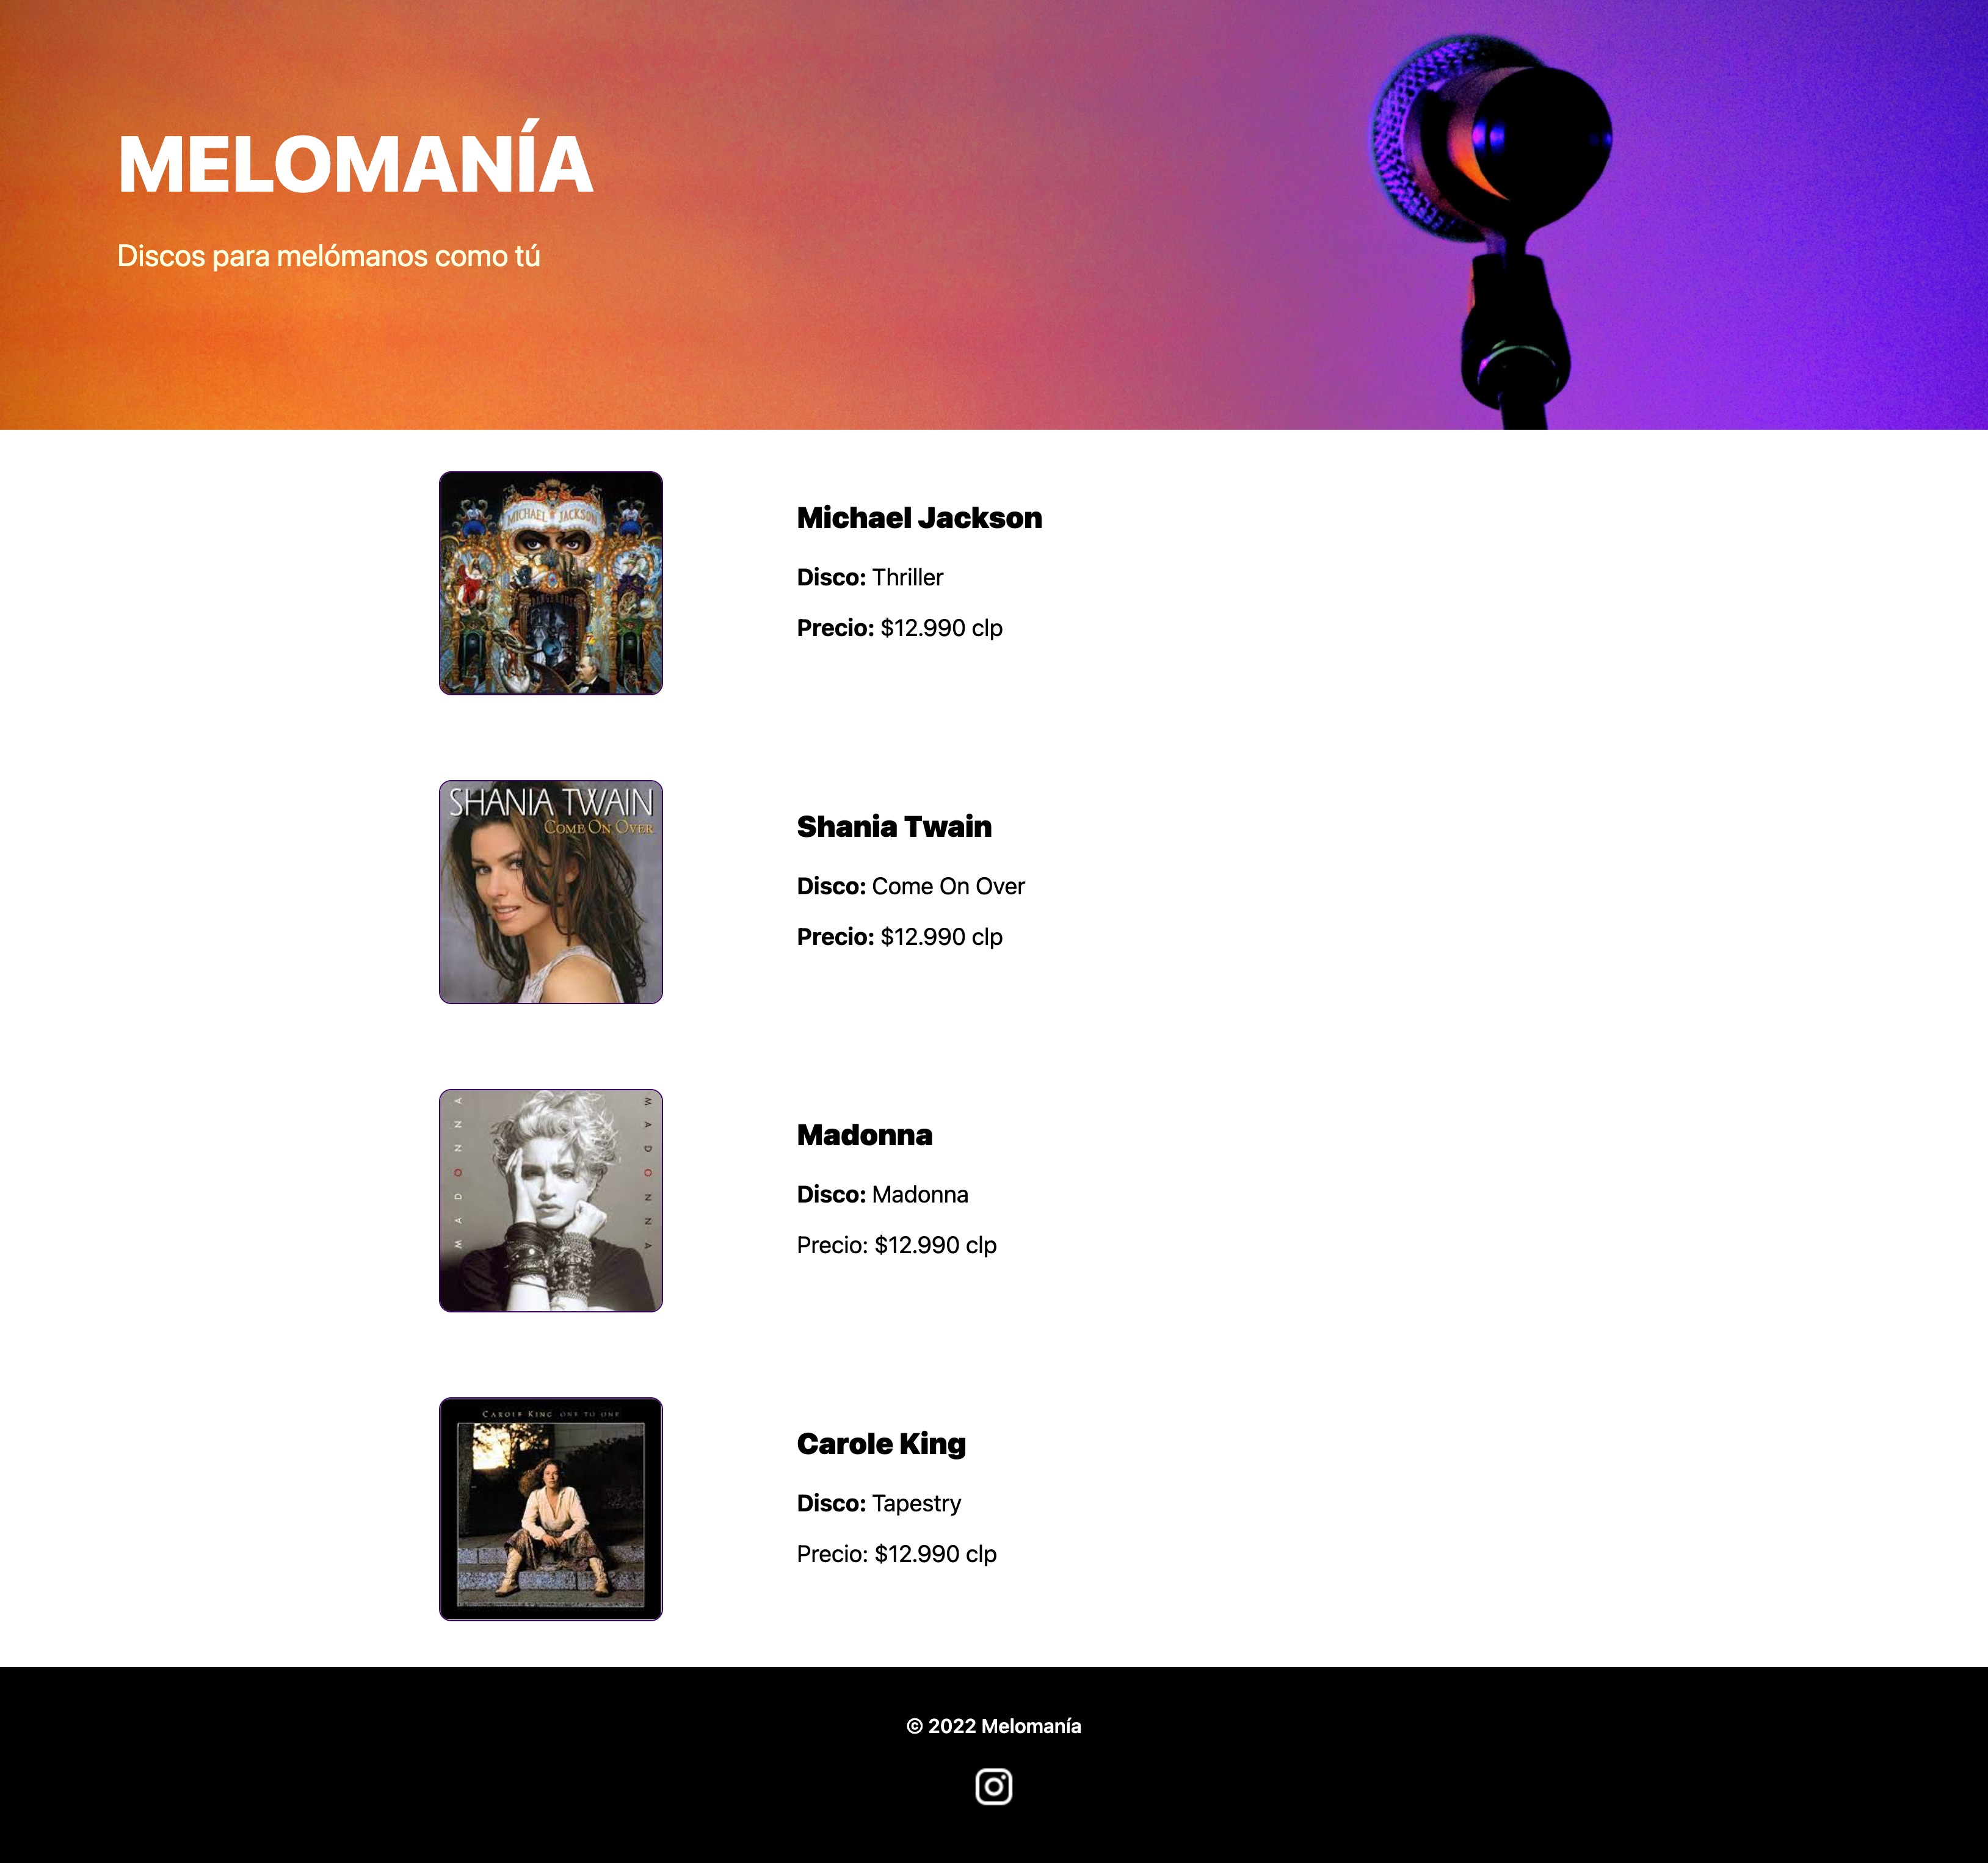 MELOMANÍA
Discos para melómanos como tú
MICHAEL JACKSON
Michael Jackson
Disco: Thriller
Precio: $12.990 clp
SHANIA TWAIN
COME ON OVER
Shania Twain
Disco: Come On Over
Precio: $12.990 clp
MADONNA
MADONNA
Madonna
Disco: Madonna
Precio: $12.990 clp
CAROLE KING ONE TO ONE
Carole King
Disco: Tapestry
Precio: $12.990 clp
© 2022 Melomanía